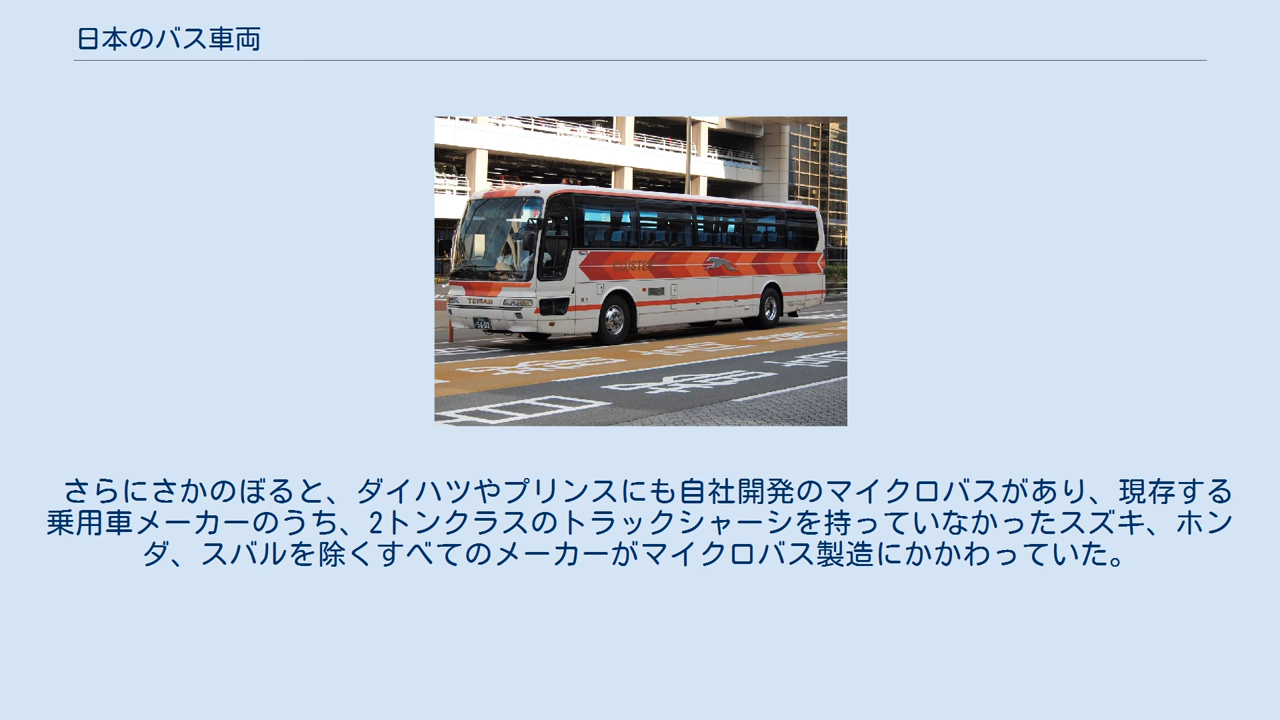 日本のバス車両
TEISAN
さらにさかのぼると、ダイハツやプリンスにも自社開発のマイクロバスがあり、現存する
乗用車メーカーのうち、2トンクラスのトラックシャーシを持っていなかったスズキ、ホン
ダ、スバルを除くすべてのメーカーがマイクロバス製造にかかわっていた。